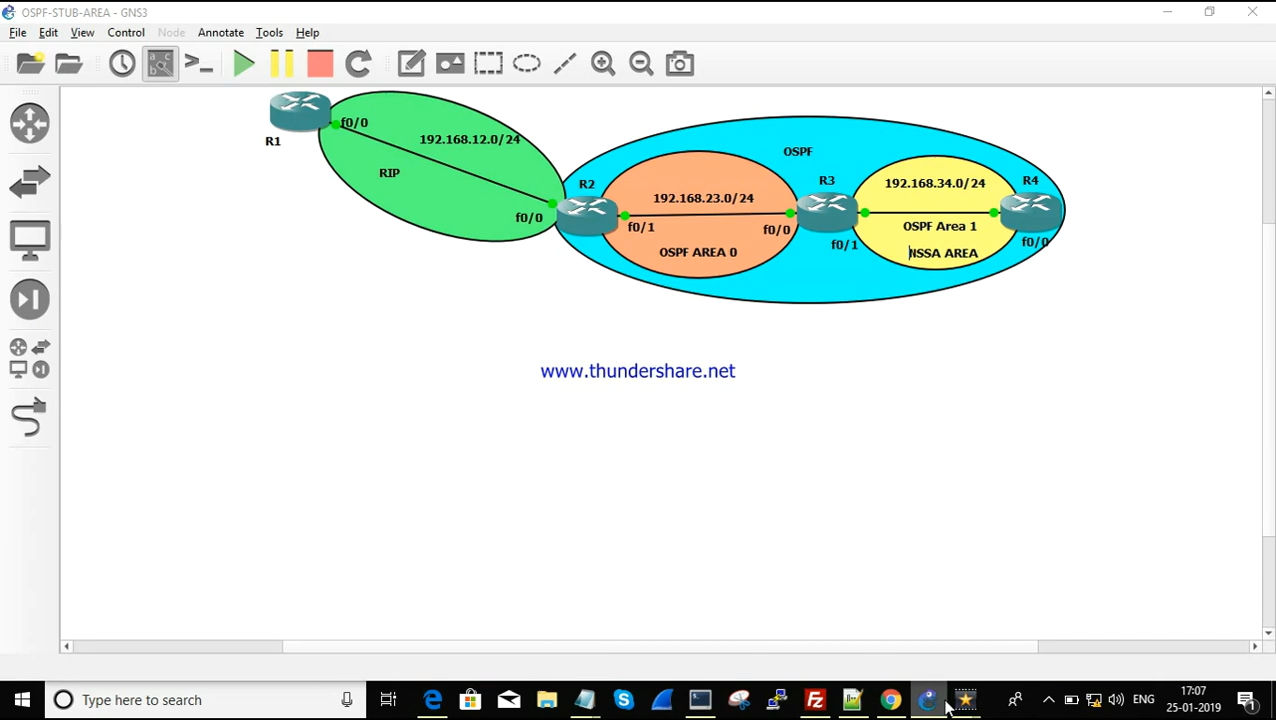 OSPF-STUB-AREA - GNS3
File Edit View Control Node Annotate Tools Help
R1
f0/0
192.168.12.0/24
RIP
f0/0
OSPF
R2
192.168.23.0/24
f0/1
f0/0
OSPF AREA 0
R3
192.168.34.0/24
R4
OSPF Area 1
f0/1
f0/0
NSSA AREA
www.thundershare.net
Type here to search
ENG
17:07
25-01-2019
1